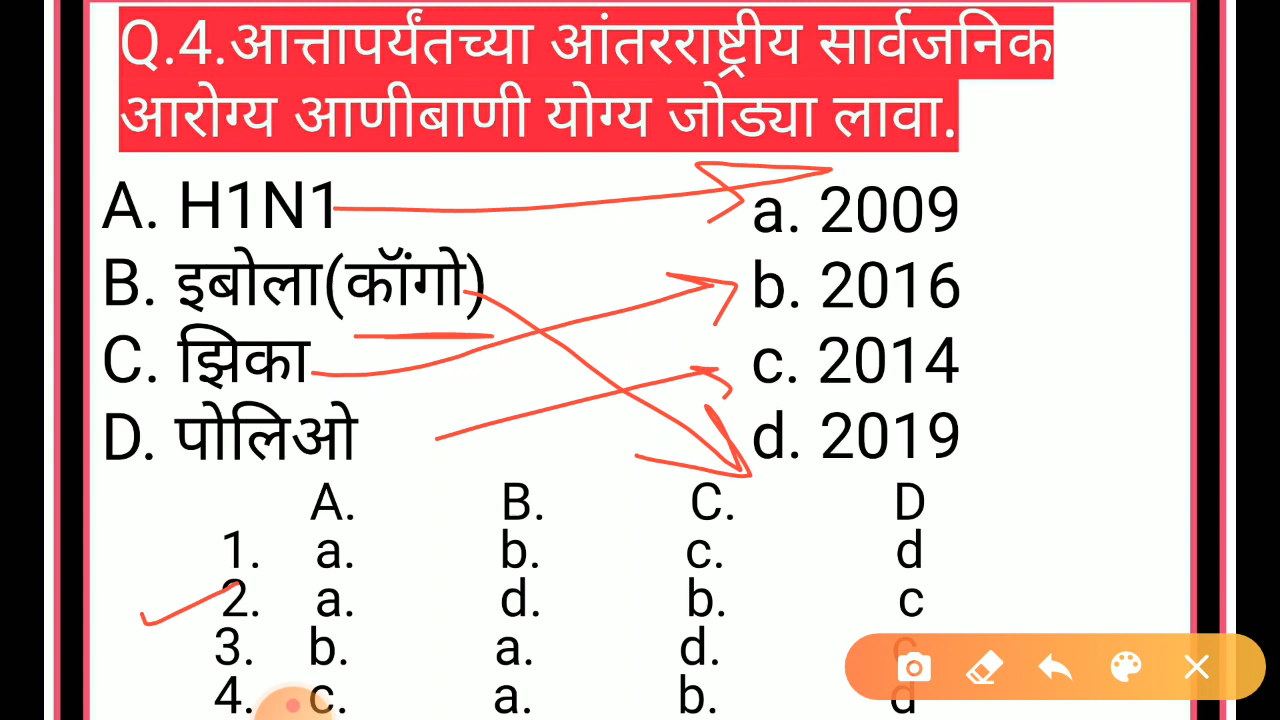 Q.4.आत्तापर्यंतच्या आंतरराष्ट्रीय सार्वजनिक
आरोग्य आणीबाणी योग्य जोड्या लावा.
A. H1N1 a. 2009
B. इबोला(कॉंगो) b. 2016
C. झिका c. 2014
D. पोलिओ d. 2019
A. B. C. D
1. a. b. c. d
2. a. d. b. c
3. b. a. d. c
4. c. a. b. d